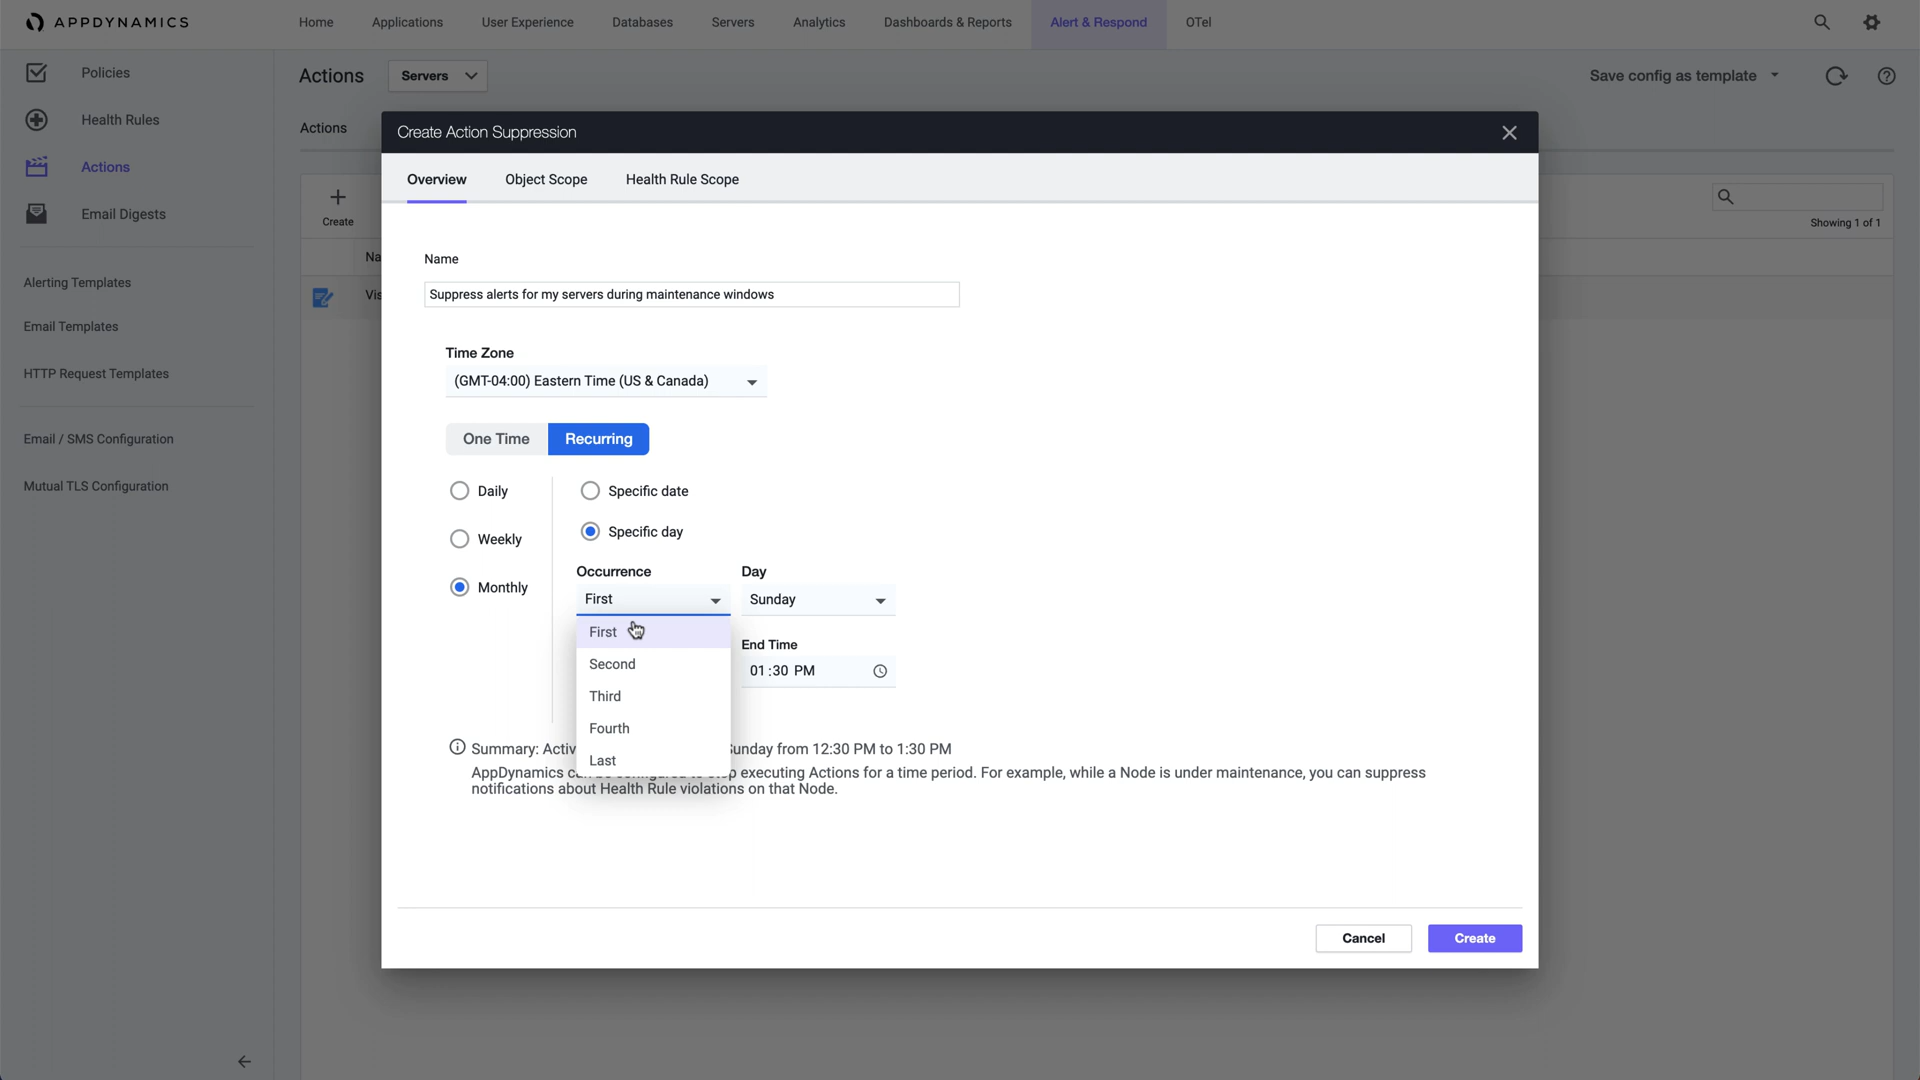 APPDYNAMICS
Home Applications User Experience Databases Servers Analytics Dashboards & Reports Alert & Respond OTel
Policies
Health Rules
Actions
Email Digests
Alerting Templates
Email Templates
HTTP Request Templates
Email / SMS Configuration
Mutual TLS Configuration
Actions Servers Save config as template
Actions
Create
Showing 1 of 1
Na
Vis
Create Action Suppression
Overview Object Scope Health Rule Scope
Name
Suppress alerts for my servers during maintenance windows
Time Zone
(GMT-04:00) Eastern Time (US & Canada)
One Time Recurring
Daily
Weekly
Monthly
Specific date
Specific day
Occurrence Day
First Sunday
First
Second
Third
Fourth
Last
End Time
01:30 PM
Summary: Activ Sunday from 12:30 PM to 1:30 PM
AppDynamics executing Actions for a time period. For example, while a Node is under maintenance, you can suppress
notifications about Health Rule violations on that Node.
Cancel Create